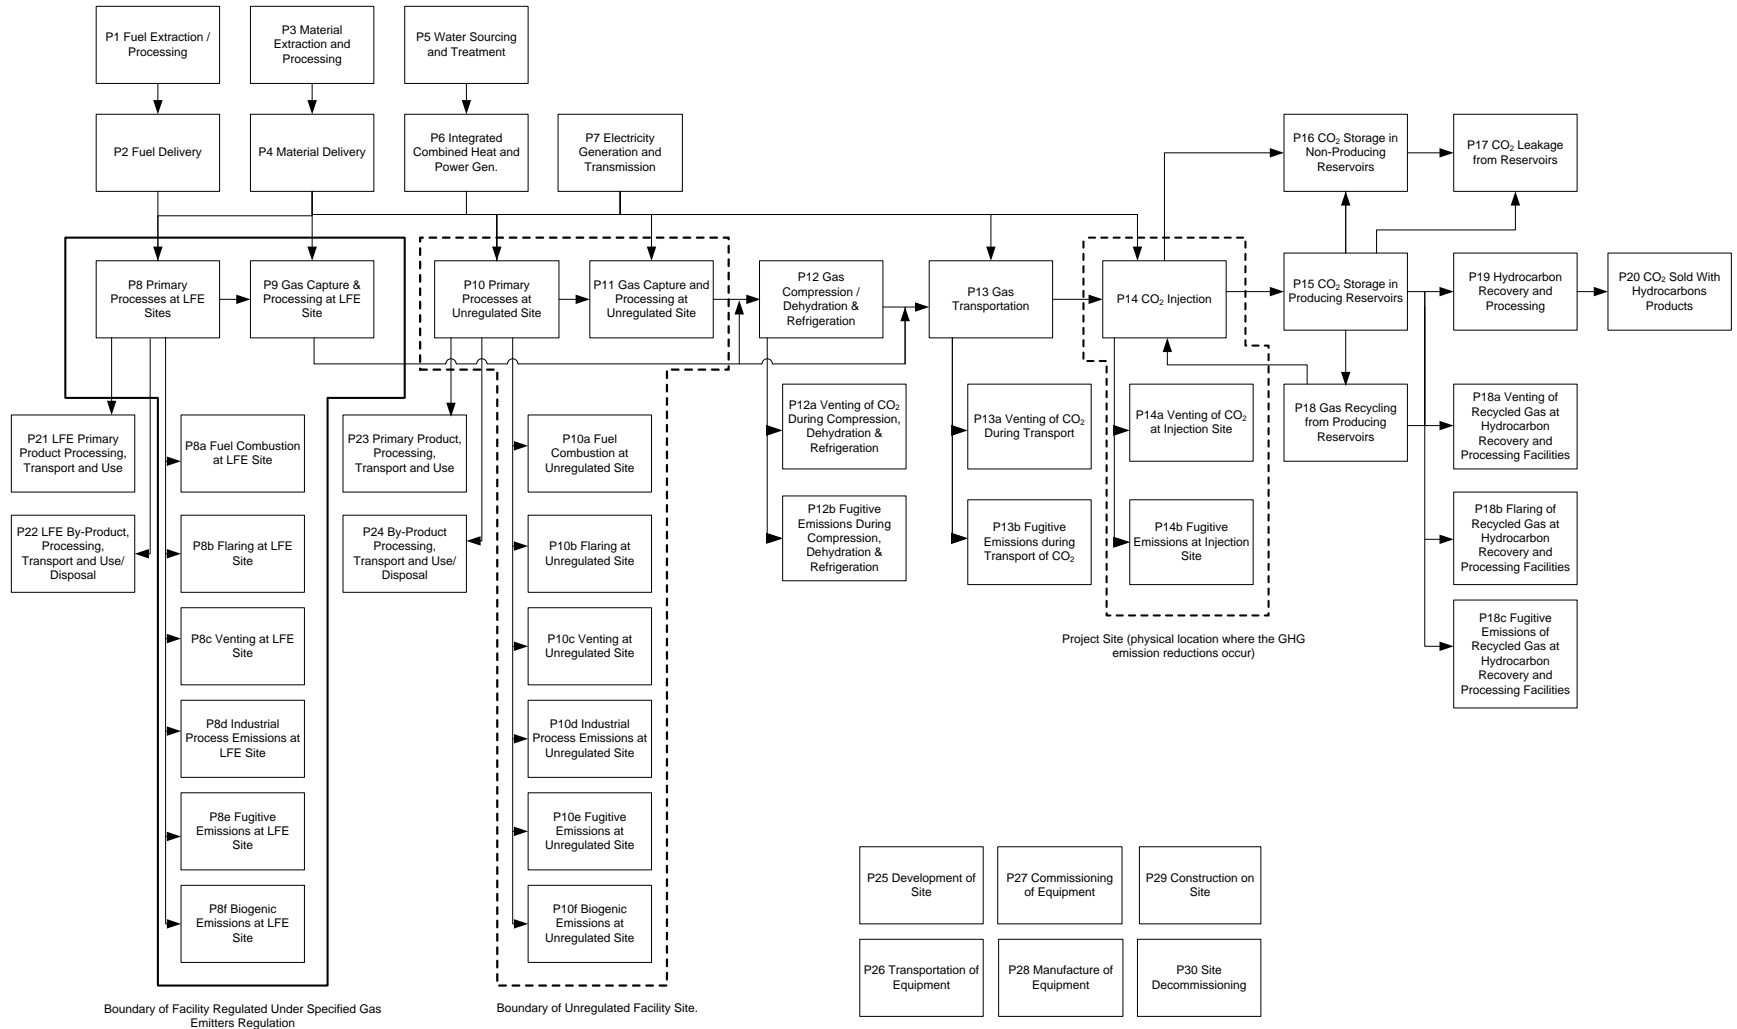 P1 Fuel Extraction /
Processing
P3 Material
Extraction and
Processing
P5 Water Sourcing
and Treatment
P2 Fuel Delivery
P4 Material Delivery
P6 Integrated
Combined Heat and
Power Gen.
P7 Electricity
Generation and
Transmission
P16 CO₂ Storage in
Non-Producing
Reservoirs
P17 CO₂ Leakage
from Reservoirs
P8 Primary
Processes at LFE
Sites
P9 Gas Capture &
Processing at LFE
Site
P10 Primary
Processes at
Unregulated Site
P11 Gas Capture and
Processing at
Unregulated Site
P12 Gas
Compression /
Dehydration &
Refrigeration
P13 Gas
Transportation
P14 CO₂ Injection
P15 CO₂ Storage in
Producing Reservoirs
P19 Hydrocarbon
Recovery and
Processing
P20 CO₂ Sold With
Hydrocarbons
Products
P21 LFE Primary
Product Processing,
Transport and Use
P8a Fuel Combustion
at LFE Site
P23 Primary Product,
Processing,
Transport and Use
P10a Fuel
Combustion at
Unregulated Site
P12a Venting of CO₂
During Compression,
Dehydration &
Refrigeration
P13a Venting of CO₂
During Transport
P14a Venting of CO₂
at Injection Site
P18 Gas Recycling
from Producing
Reservoirs
P18a Venting of
Recycled Gas at
Hydrocarbon
Recovery and
Processing Facilities
P22 LFE By-Product,
Processing,
Transport and Use/
Disposal
P8b Flaring at LFE
Site
P24 By-Product
Processing,
Transport and Use/
Disposal
P10b Flaring at
Unregulated Site
P12b Fugitive
Emissions During
Compression,
Dehydration &
Refrigeration
P13b Fugitive
Emissions during
Transport of CO₂
P14b Fugitive
Emissions at Injection
Site
P18b Flaring of
Recycled Gas at
Hydrocarbon
Recovery and
Processing Facilities
P8c Venting at LFE
Site
P10c Venting at
Unregulated Site
Project Site (physical location where the GHG
emission reductions occur)
P18c Fugitive
Emissions of
Recycled Gas at
Hydrocarbon
Recovery and
Processing Facilities
P8d Industrial
Process Emissions at
LFE Site
P10d Industrial
Process Emissions at
Unregulated Site
P8e Fugitive
Emissions at LFE
Site
P10e Fugitive
Emissions at
Unregulated Site
P8f Biogenic
Emissions at LFE
Site
P10f Biogenic
Emissions at
Unregulated Site
P25 Development of
Site
P27 Commissioning
of Equipment
P29 Construction on
Site
P26 Transportation of
Equipment
P28 Manufacture of
Equipment
P30 Site
Decommissioning
Boundary of Facility Regulated Under Specified Gas
Emitters Regulation
Boundary of Unregulated Facility Site.